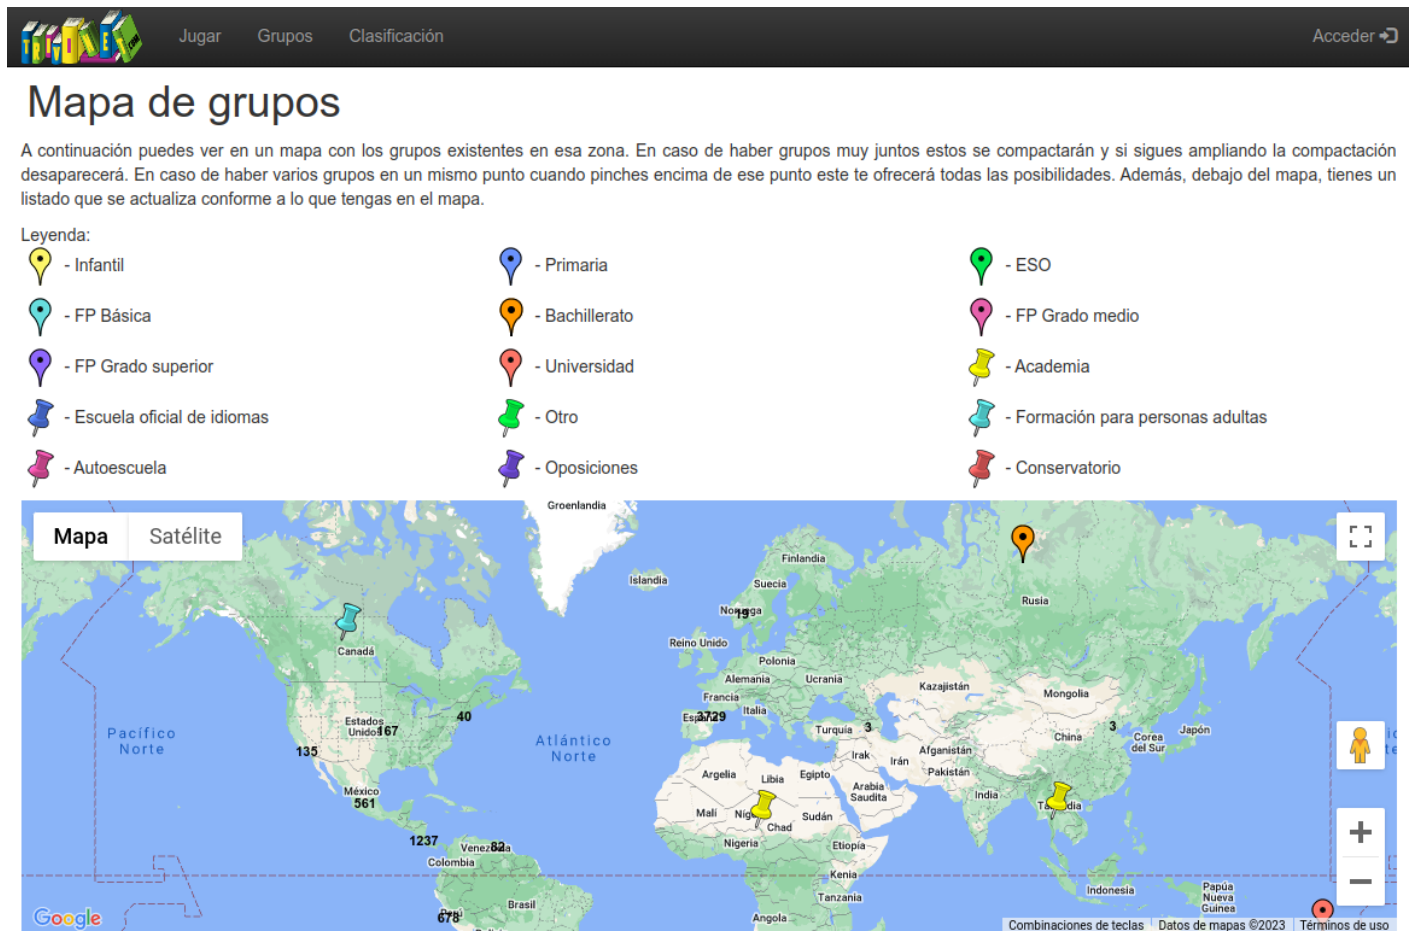 TRIVINET.COM
Jugar Grupos Clasificación Acceder
Mapa de grupos
A continuación puedes ver en un mapa con los grupos existentes en esa zona. En caso de haber grupos muy juntos estos se compactarán y si sigues ampliando la compactación
desaparecerá. En caso de haber varios grupos en un mismo punto cuando pinches encima de ese punto este te ofrecerá todas las posibilidades. Además, debajo del mapa, tienes un
listado que se actualiza conforme a lo que tengas en el mapa.
Leyenda:
- Infantil - Primaria - ESO
- FP Básica - Bachillerato - FP Grado medio
- FP Grado superior - Universidad - Academia
- Escuela oficial de idiomas - Otro - Formación para personas adultas
- Autoescuela - Oposiciones - Conservatorio
Groenlandia
Mapa Satélite
Finlandia
Islandia
Suecia
Rusia
Noruega
19
Reino Unido
Canadá
Polonia
Alemania Ucrania
Kazajistán
Mongolia
Francia
Italia
España
3729
40
Estados
Unidos
167
Pacífico
Norte
Atlántico
Norte
Turquía 3
3
China
Corea
del Sur
Japón
135
Irak
Irán
Afganistán
Pakistán
Argelia Libia Egipto
Arabia
Saudita
India
México
561
Malí
Sudán
Chad
Nigeria
Etiopía
1237
82
Colombia
Kenia
Tanzania
Indonesia
Papúa
Nueva
Guinea
Brasil
678
Angola
Google
Combinaciones de teclas Datos de mapas ©2023 Términos de uso